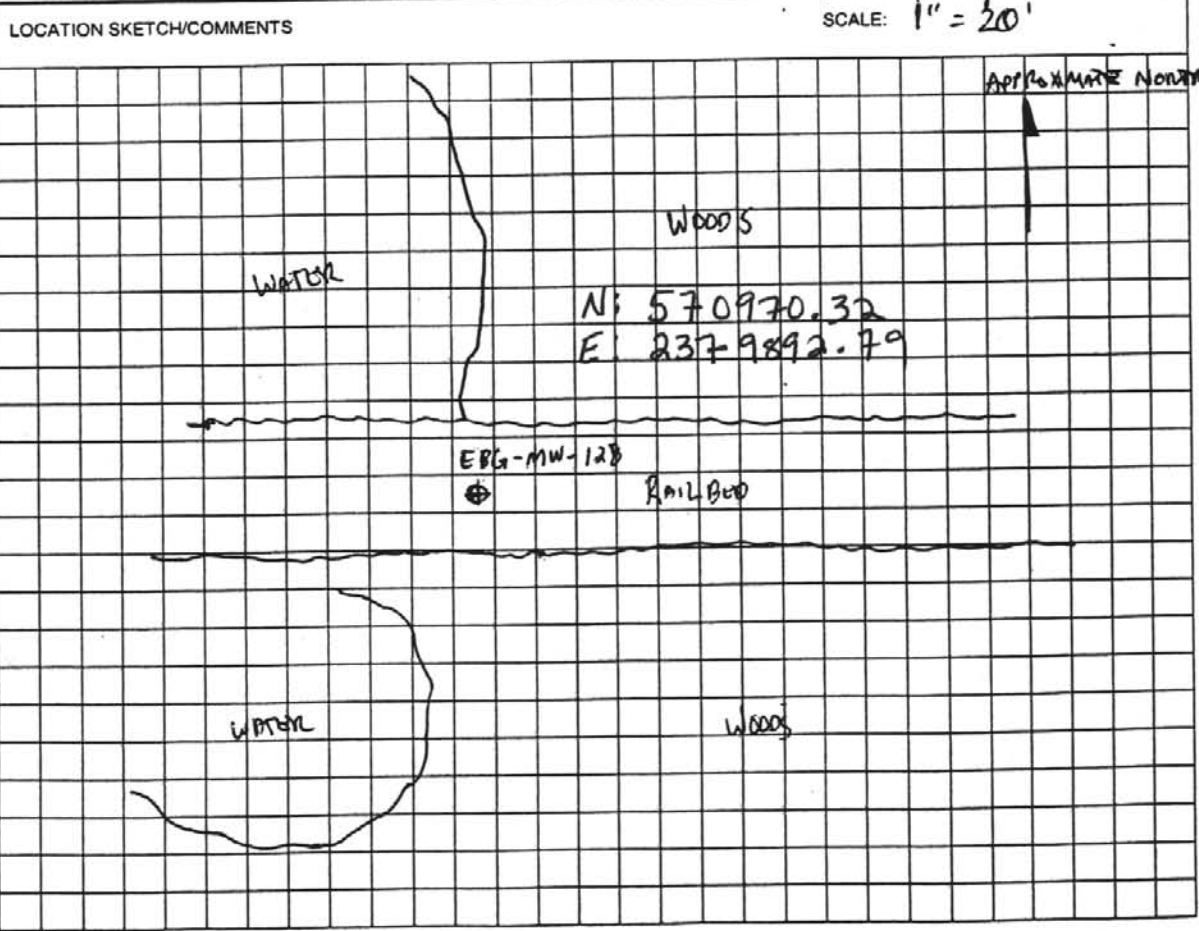 LOCATION SKETCH/COMMENTS
SCALE: 1" = 20'
APPROXIMATE NORTH
WOODS
WATER
N: 570970.32
E: 2379892.79
EBG-MW-12B
RAILBED
WATER
WOODS